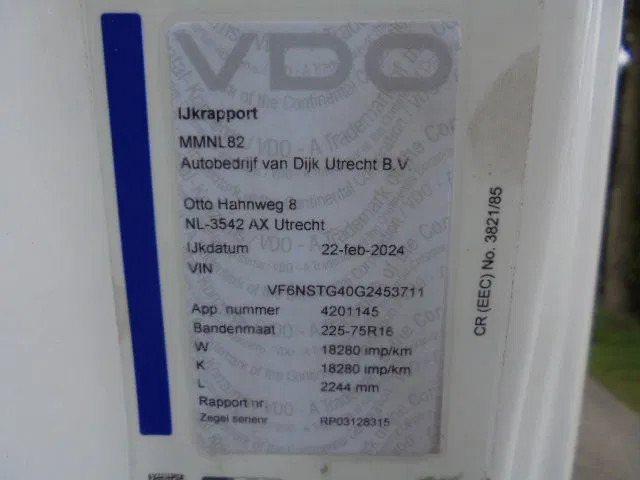 VDO
IJkrapport
MMNL82
Autobedrijf van Dijk Utrecht B.V.
Otto Hahnweg 8
NL-3542 AX Utrecht
IJkdatum 22-feb-2024
VIN
VF6NSTG40G2453711
App. nummer 4201145
Bandenmaat 225-75R16
W 18280 imp/km
K 18280 imp/km
L 2244 mm
Rapport nr.
Zegel serienr RP03128315
CR (EEC) No. 3821/85